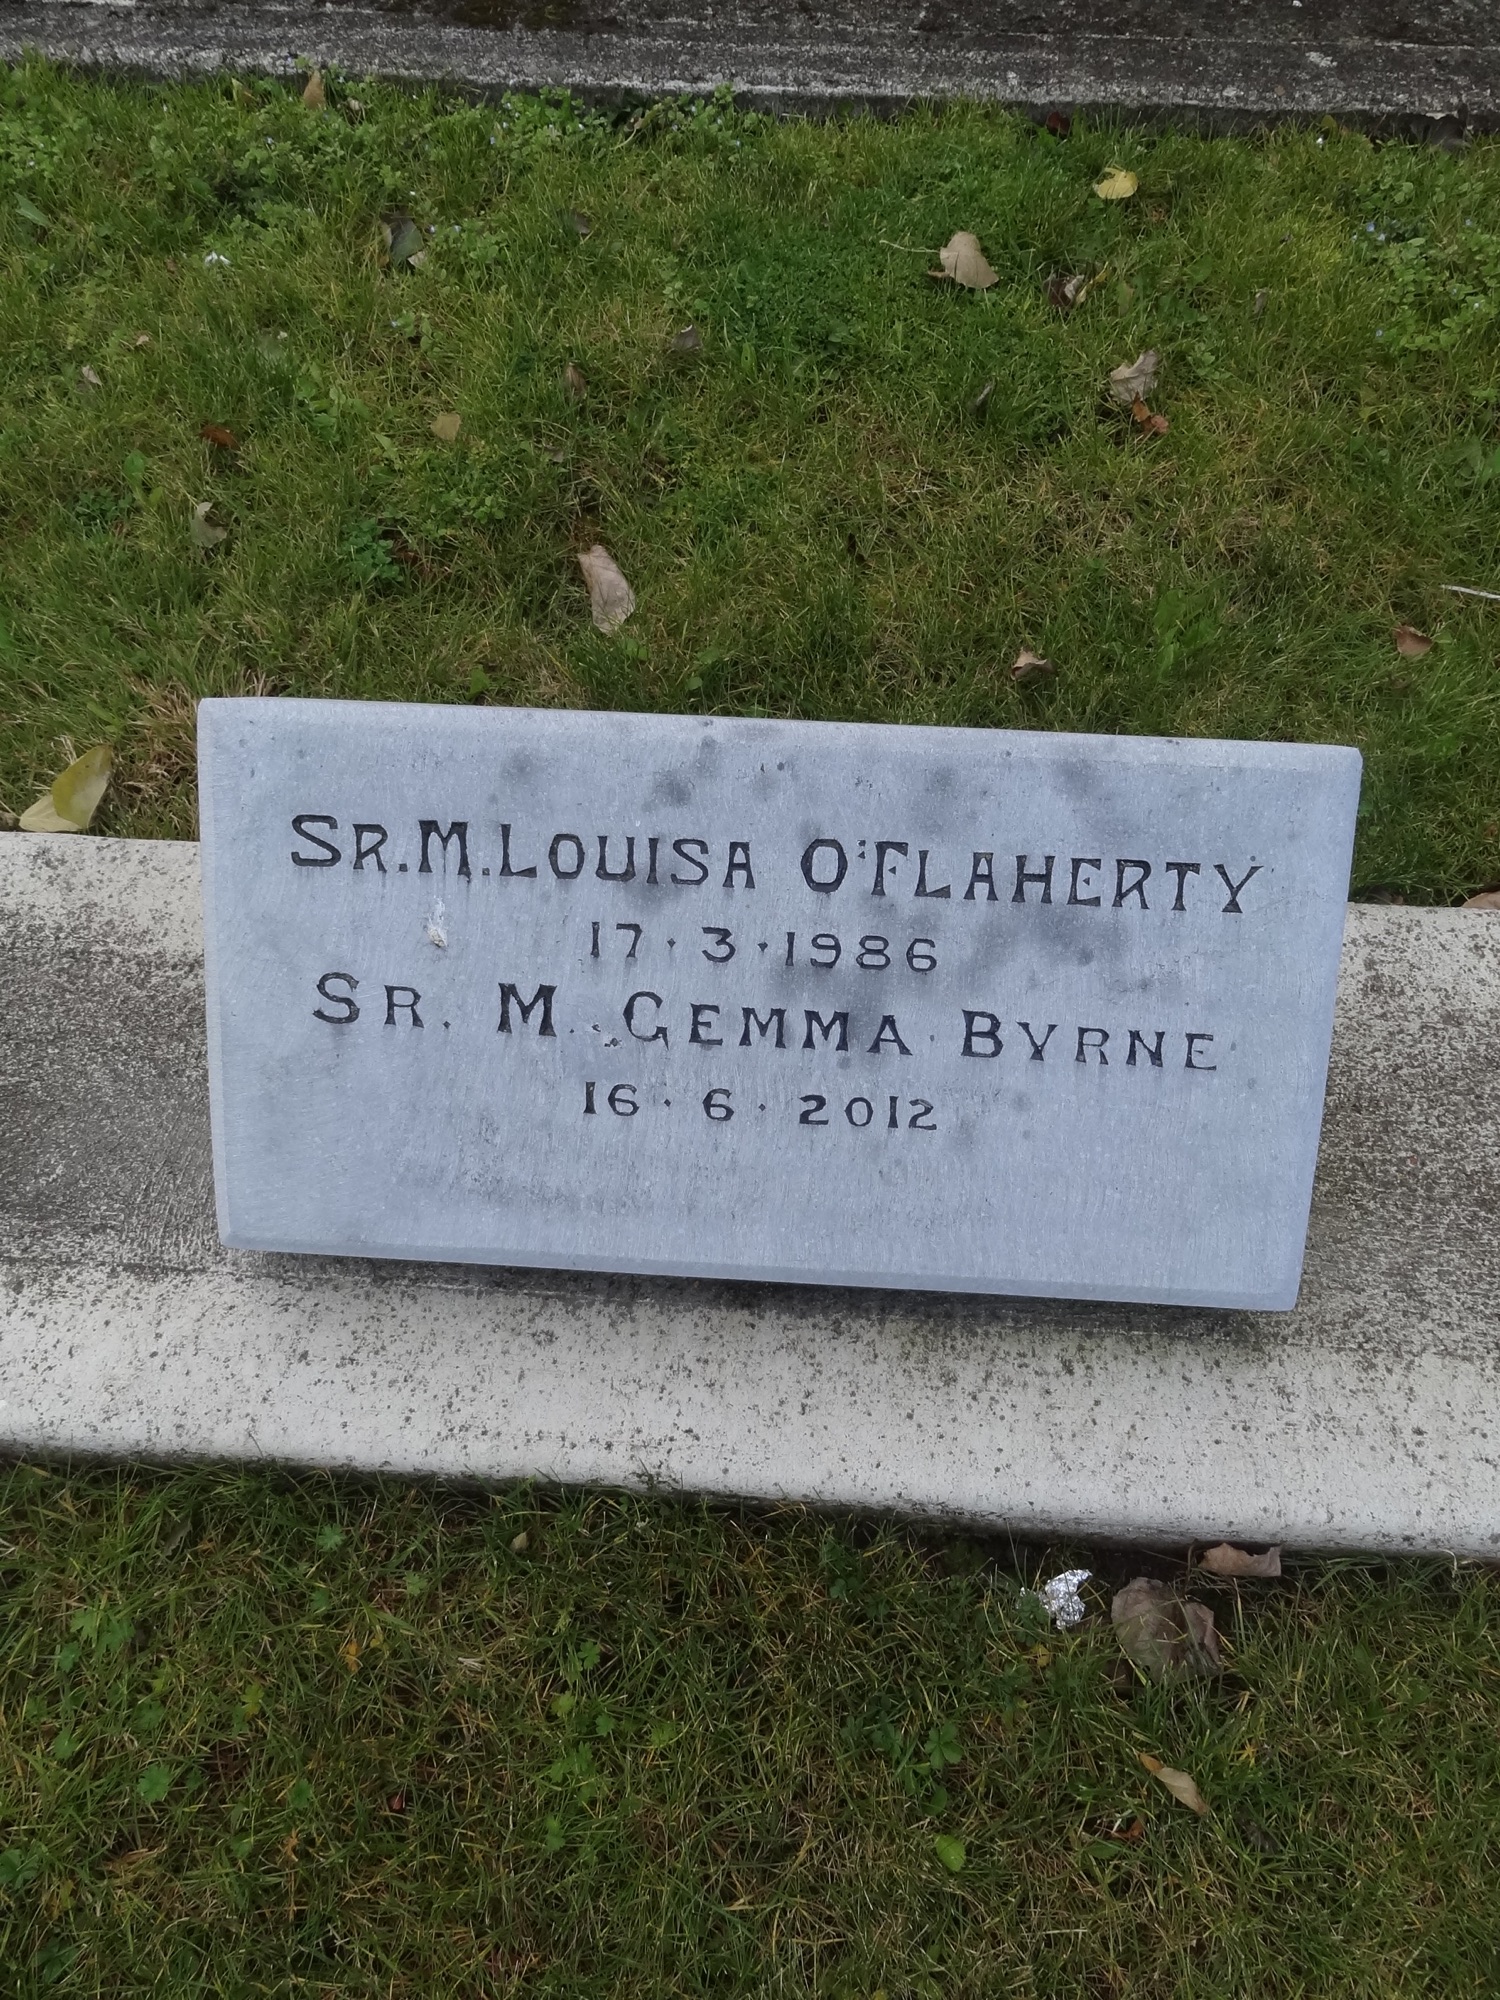 SR. M. LOUISA O'FLAHERTY
17·3·1986
SR. M. GEMMA BYRNE
16·6·2012